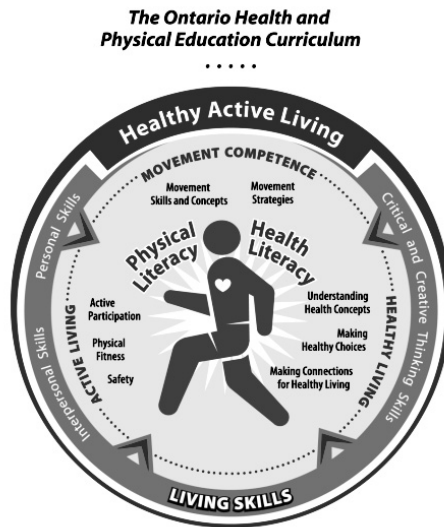 The Ontario Health and
Physical Education Curriculum
. . . . .
Healthy Active Living
MOVEMENT COMPETENCE
Movement
Skills and Concepts
Movement
Strategies
Physical
Literacy
Health
Literacy
Personal Skills
Interpersonal Skills
Critical and Creative Thinking Skills
ACTIVE LIVING
Active
Participation
Physical
Fitness
Safety
HEALTHY LIVING
Understanding
Health Concepts
Making
Healthy Choices
Making Connections
for Healthy Living
LIVING SKILLS